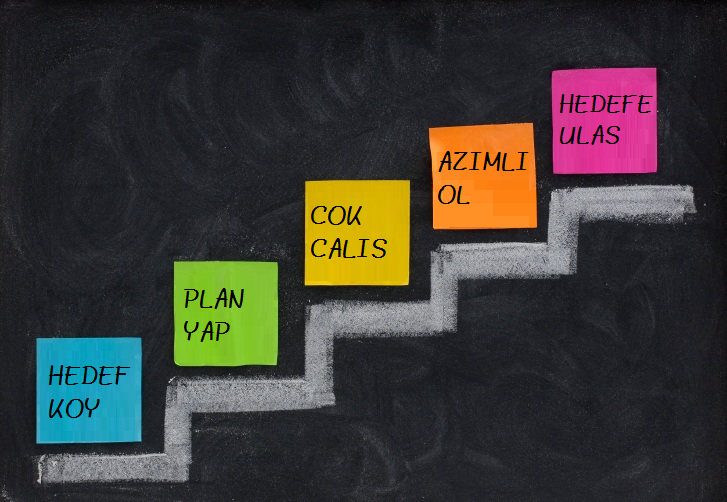 HEDEF
KOY
PLAN
YAP
COK
CALIS
AZIMLI
OL
HEDEFE
ULAS